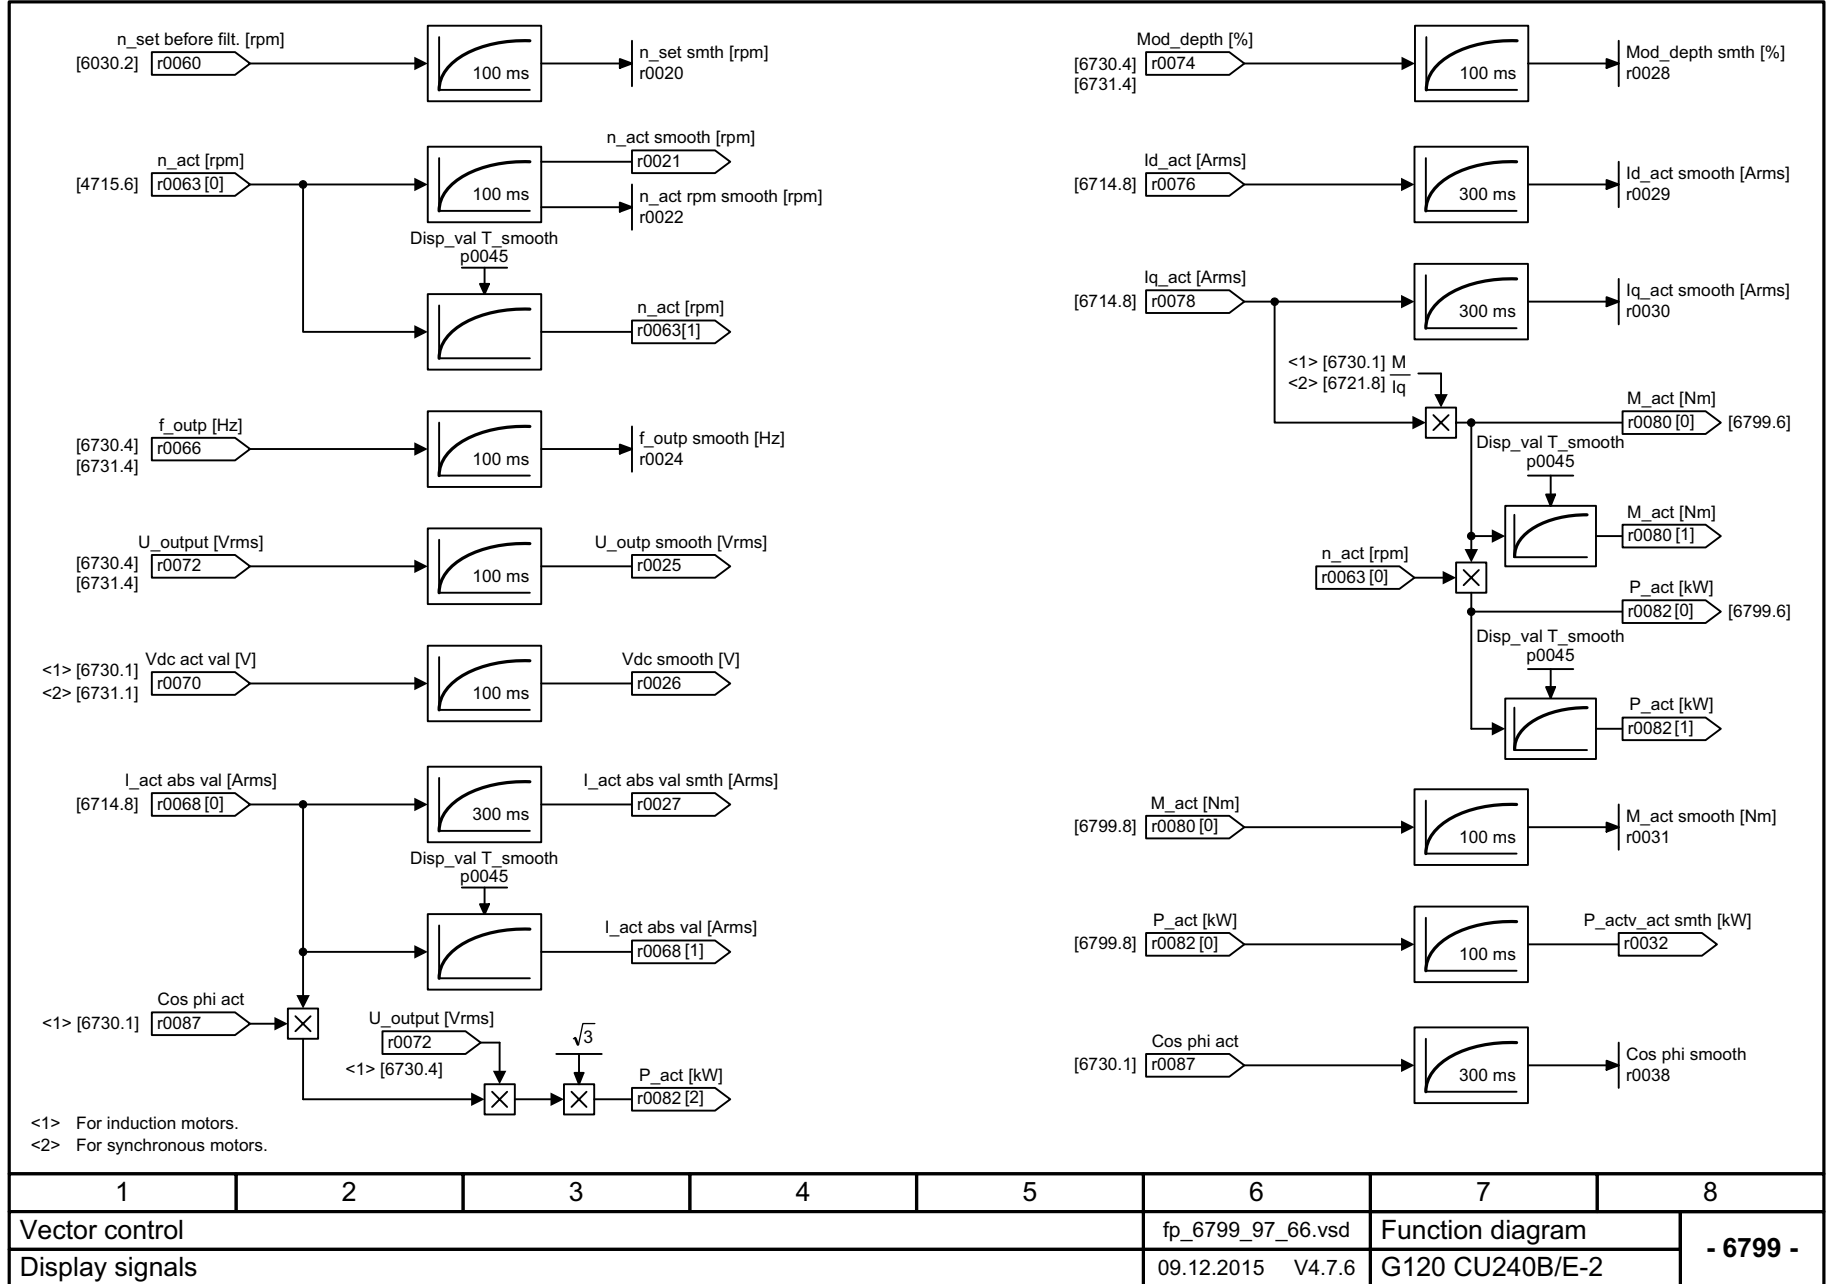 n_set before filt. [rpm]
[6030.2] r0060
100 ms
n_set smth [rpm]
r0020
n_act [rpm]
[4715.6] r0063 [0]
100 ms
n_act smooth [rpm]
r0021
n_act rpm smooth [rpm]
r0022
Disp_val T_smooth
p0045
n_act [rpm]
r0063[1]
f_outp [Hz]
[6730.4] r0066
[6731.4]
100 ms
f_outp smooth [Hz]
r0024
U_output [Vrms]
[6730.4] r0072
[6731.4]
100 ms
U_outp smooth [Vrms]
r0025
Vdc act val [V]
<1> [6730.1] r0070
<2> [6731.1]
100 ms
Vdc smooth [V]
r0026
I_act abs val [Arms]
[6714.8] r0068 [0]
300 ms
I_act abs val smth [Arms]
r0027
Disp_val T_smooth
p0045
I_act abs val [Arms]
r0068 [1]
Cos phi act
<1> [6730.1] r0087
U_output [Vrms]
r0072
<1> [6730.4]
√3
P_act [kW]
r0082 [2]
<1> For induction motors.
<2> For synchronous motors.
Mod_depth [%]
[6730.4] r0074
[6731.4]
100 ms
Mod_depth smth [%]
r0028
Id_act [Arms]
[6714.8] r0076
300 ms
Id_act smooth [Arms]
r0029
Iq_act [Arms]
[6714.8] r0078
300 ms
Iq_act smooth [Arms]
r0030
<1> [6730.1] M
<2> [6721.8] Iq
M_act [Nm]
r0080 [0] [6799.6]
Disp_val T_smooth
p0045
M_act [Nm]
r0080 [1]
n_act [rpm]
r0063 [0]
P_act [kW]
r0082 [0] [6799.6]
Disp_val T_smooth
p0045
P_act [kW]
r0082 [1]
M_act [Nm]
[6799.8] r0080 [0]
100 ms
M_act smooth [Nm]
r0031
P_act [kW]
[6799.8] r0082 [0]
100 ms
P_actv_act smth [kW]
r0032
Cos phi act
[6730.1] r0087
300 ms
Cos phi smooth
r0038
1 2 3 4 5 6 7 8
Vector control
fp_6799_97_66.vsd
Function diagram
- 6799 -
Display signals
09.12.2015 V4.7.6
G120 CU240B/E-2